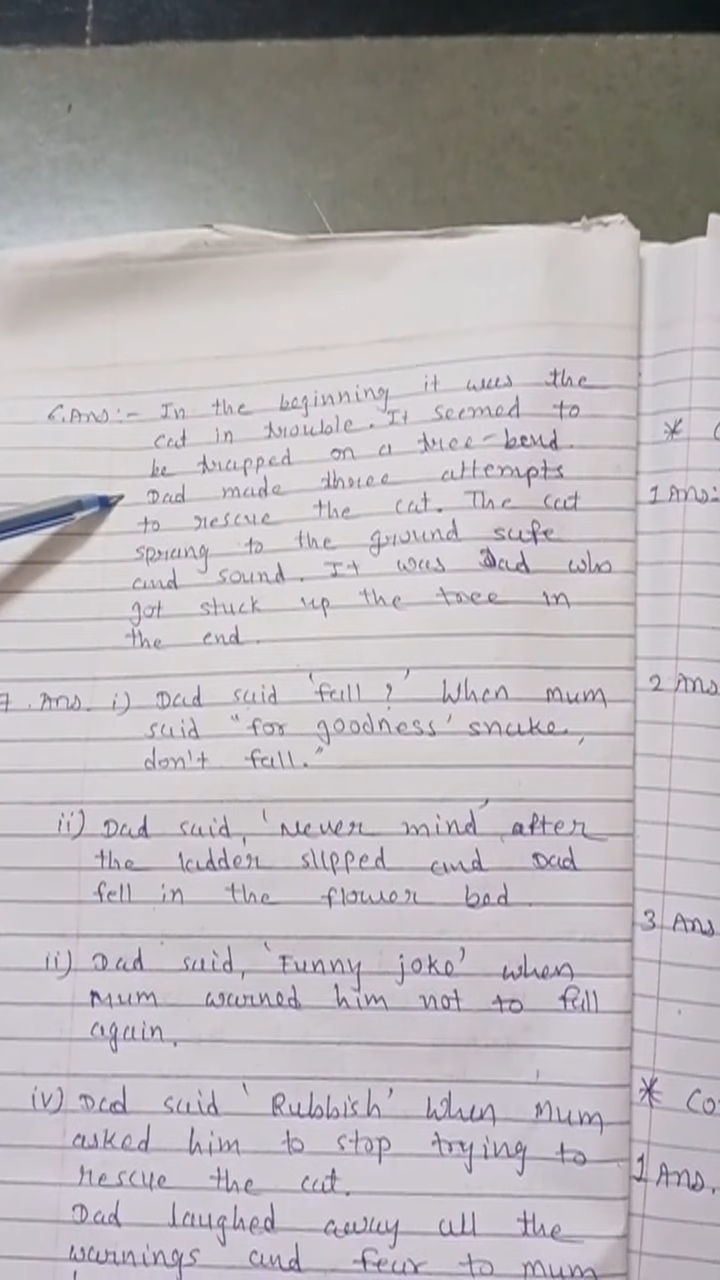 6.Ans:- In the beginning it was the
cat in trouble. It seemed to
be trapped on a tree-bend.
Dad made three attempts
to rescue the cat. The cat
sprang to the ground safe
and sound. It was Dad who
got stuck up the tree in
the end.
7. Ans. i) Dad said 'fall?' When mum
said "for goodness' snake,
don't fall."
ii) Dad said, 'Never mind' after
the ladder slipped and Dad
fell in the flower bed
ii) Dad said, 'Funny joke' when
Mum warned him not to fall
again.
iv) Dad said 'Rubbish' when mum
asked him to stop trying to
rescue the cat.
Dad laughed away all the
warnings and fear to mum
*
1 Ans:-
2 Ans
3 Ans
* Co
1 Ans.